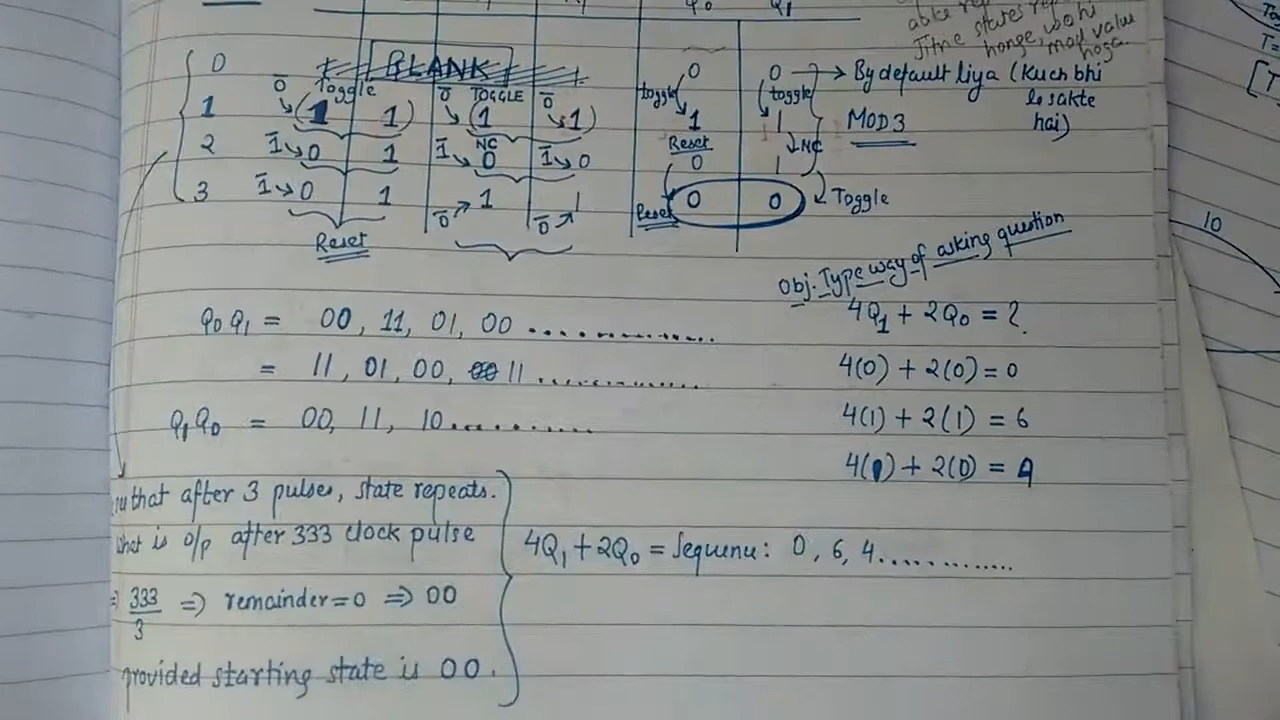 Q0 Q1
Jitne states
honge, wohi
mod value
hoga
0 BLANK 0 0 → By default liya (Kuch bhi
le sakte
hai)
Toggle TOGGLE toggle toggle
1 0̅ (1 1) 0̅ (1 0̅ 1) 1 1 MOD3
NC Reset NC
2 1̅→0 1 1̅→0 1̅→0 0 1
3 1̅→0 1 0̅ 1 0̅ 1 Reset 0 0 Toggle
Reset
Obj. Type way of asking question
Q0 Q1 = 00, 11, 01, 00 ..............
= 11, 01, 00, 11 ..............
Q1 Q0 = 00, 11, 10..........
4Q1 + 2Q0 = ?
4(0) + 2(0) = 0
4(1) + 2(1) = 6
4(1) + 2(0) = 4
that after 3 pulses, state repeats.
what is o/p after 333 clock pulse
333/3 ⇒ remainder = 0 ⇒ 00
provided starting state is 00.
4Q1 + 2Q0 = Sequence: 0, 6, 4.............
10